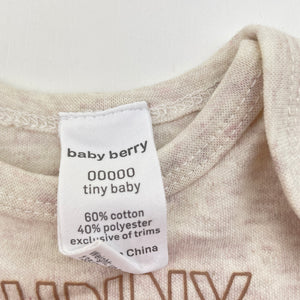 baby berry
00000
tiny baby
60% cotton
40% polyester
exclusive of trims
China